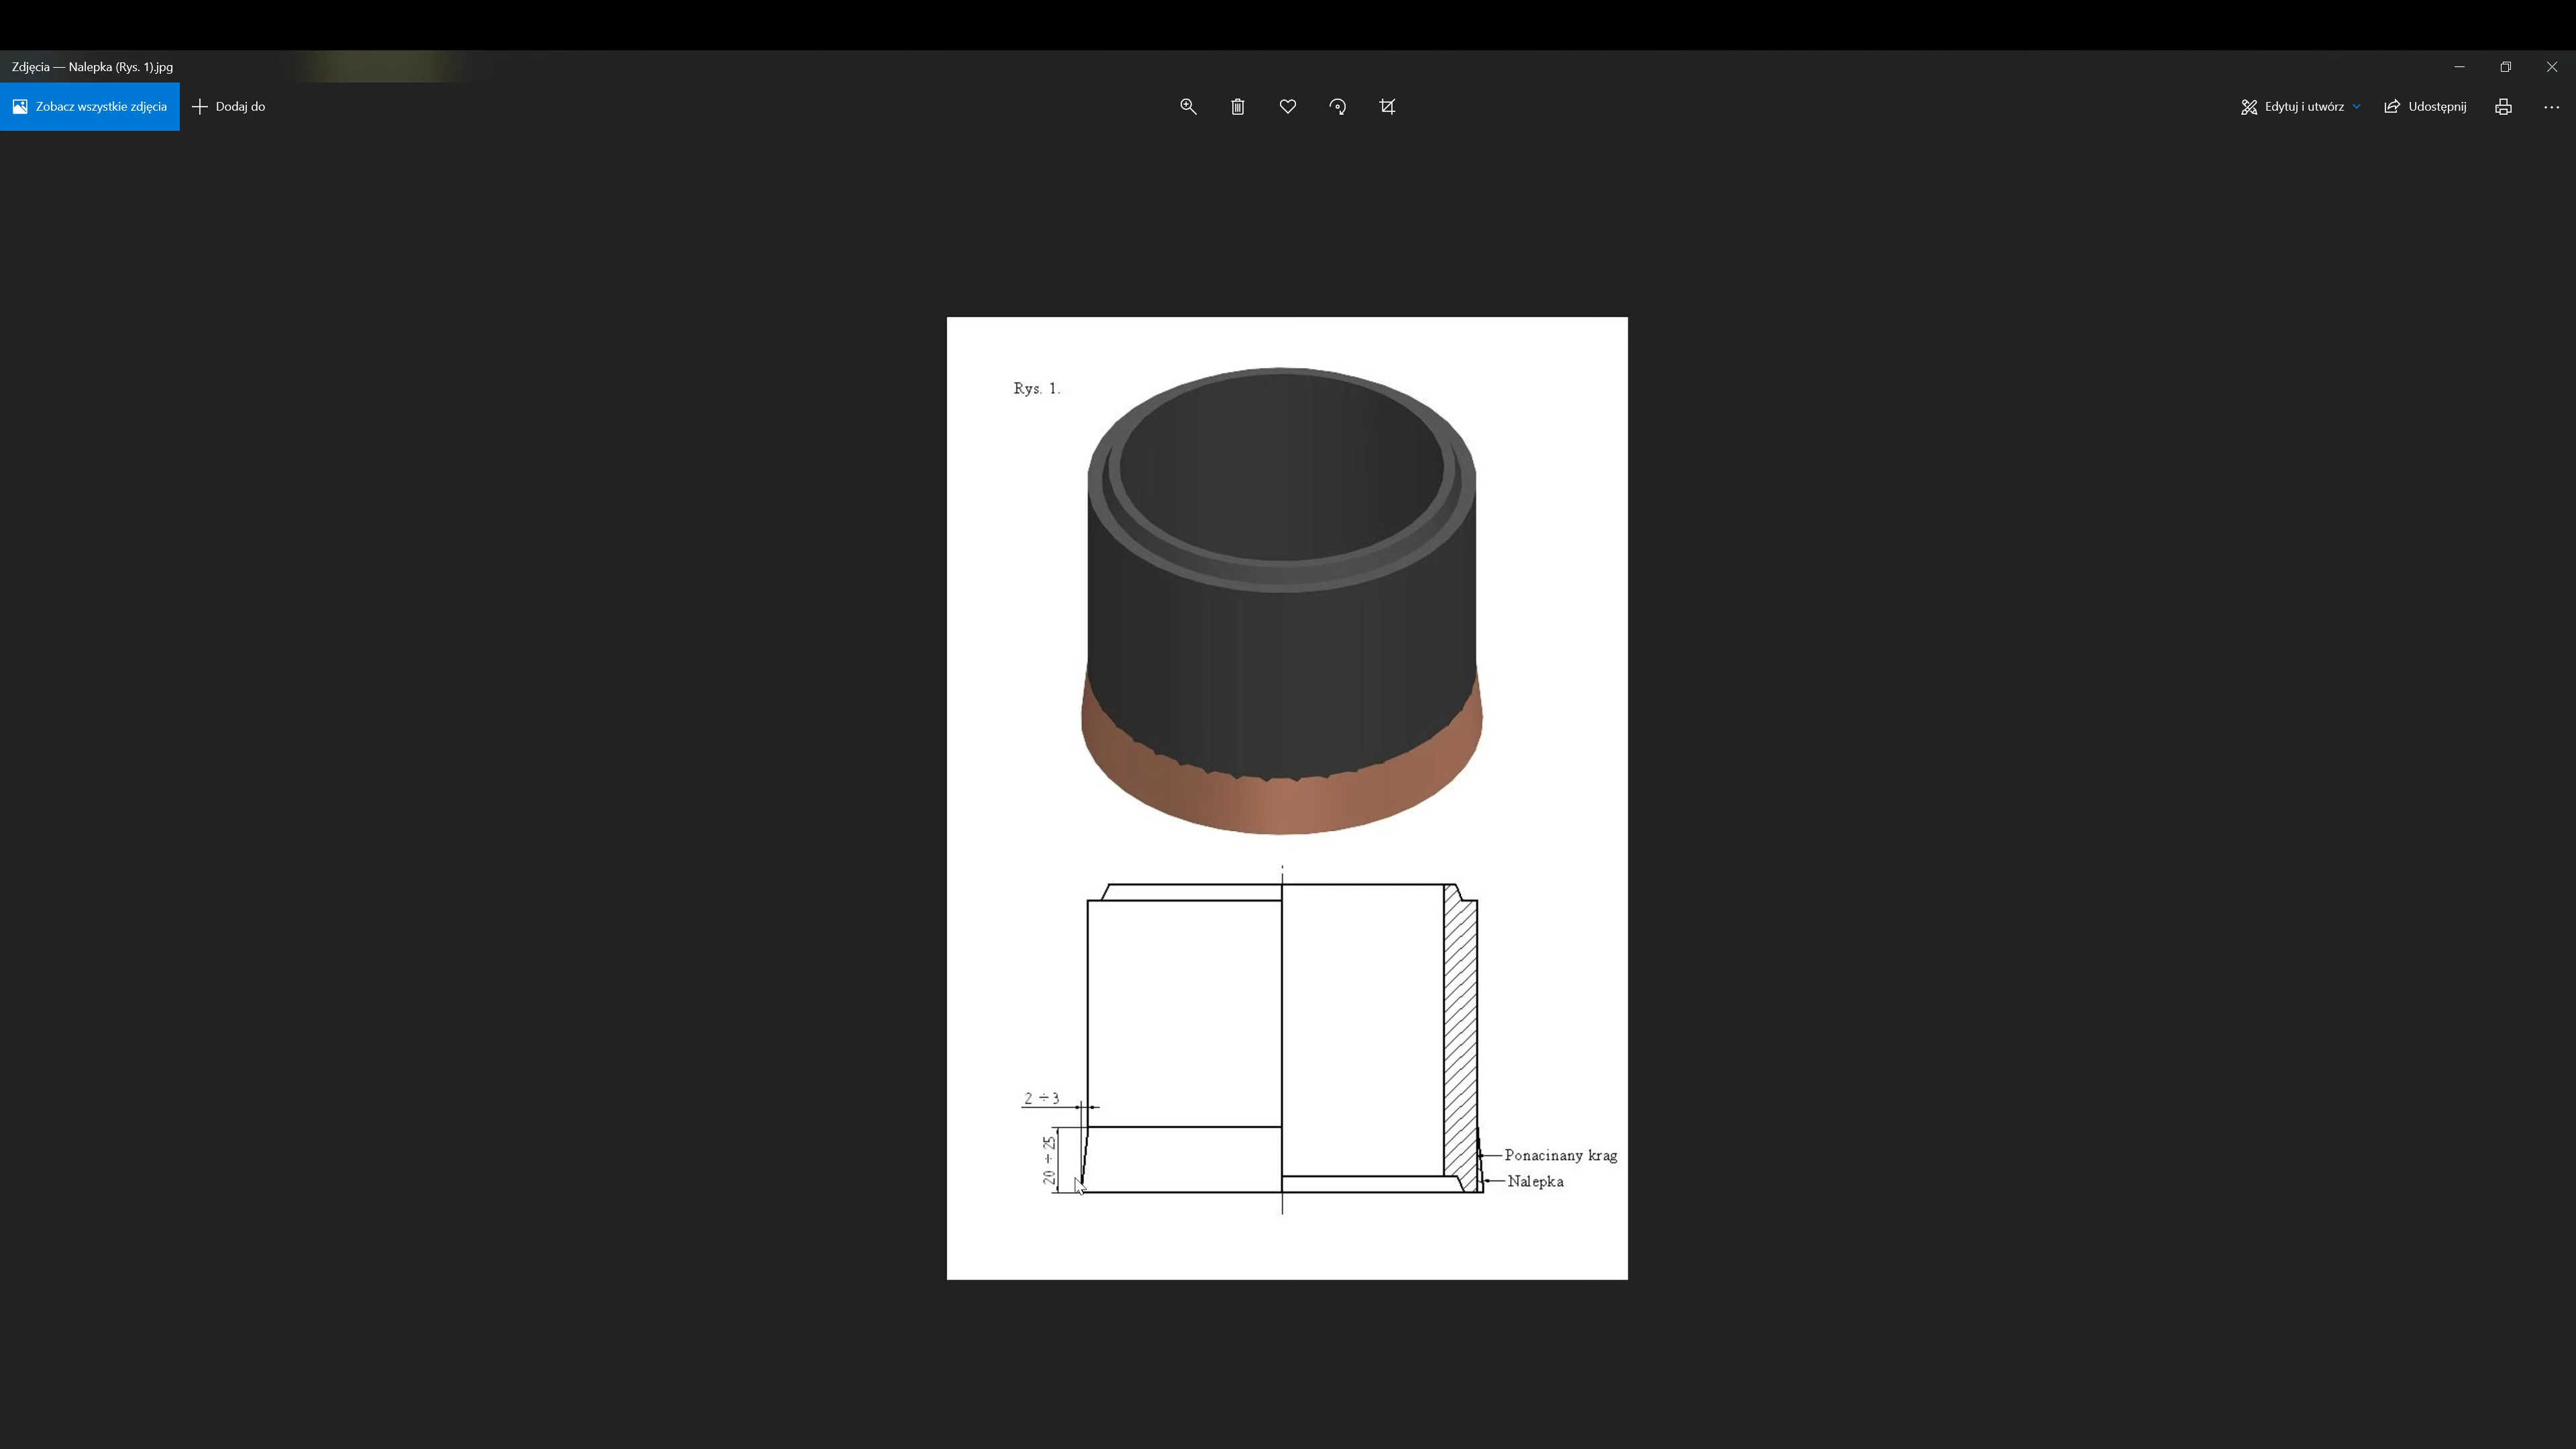 Zdjęcia — Nalepka (Rys. 1).jpg
Zobacz wszystkie zdjęcia
Dodaj do
Edytuj i utwórz
Udostępnij
Rys. 1.
2 ÷ 3
20 ÷ 25
Ponacinany krag
Nalepka